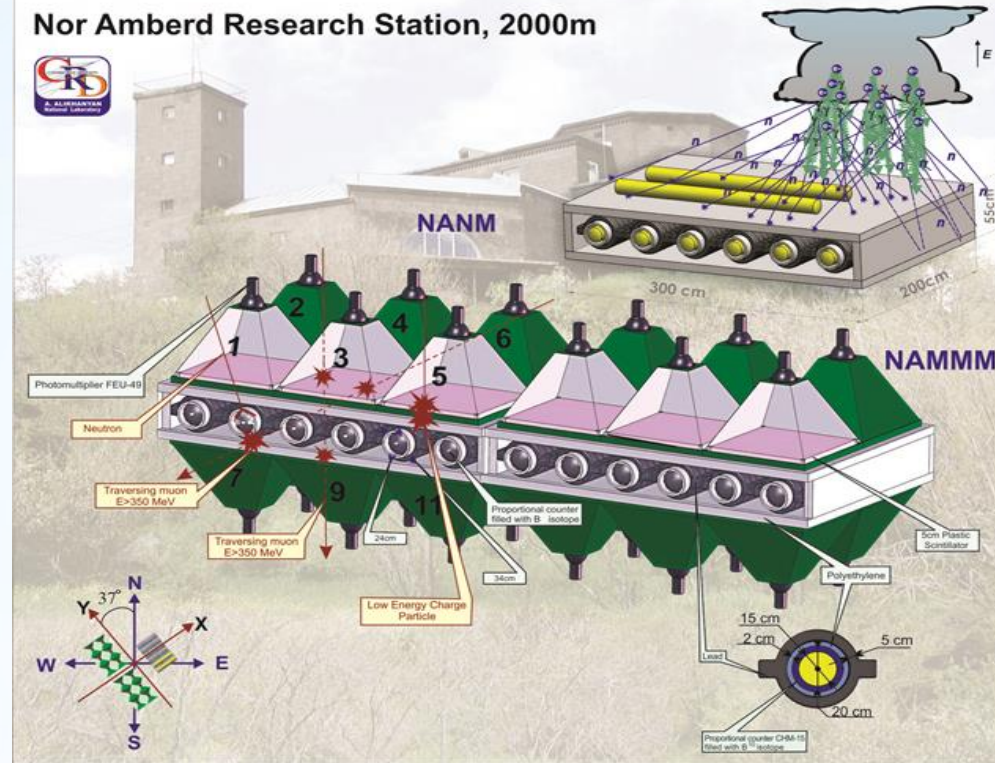 Nor Amberd Research Station, 2000m
CRD
A. ALIKHANYAN
National Laboratory
E
n
n
n
n
n
n
n
n
n
n
NANM
55cm
300 cm
200cm
2
4
6
1
3
5
NAMMM
Photomultiplier FEU-49
Neutron
7
9
11
Traversing muon
E>350 MeV
Proportional counter
filled with B isotope
Traversing muon
E>350 MeV
24cm
34cm
5cm Plastic
Scintillator
Polyethylene
Low Energy Charge
Particle
N
Y
37°
X
W
E
S
15 cm
2 cm
5 cm
Lead
20 cm
Proportional counter CHM-15
filled with B¹⁰ isotope